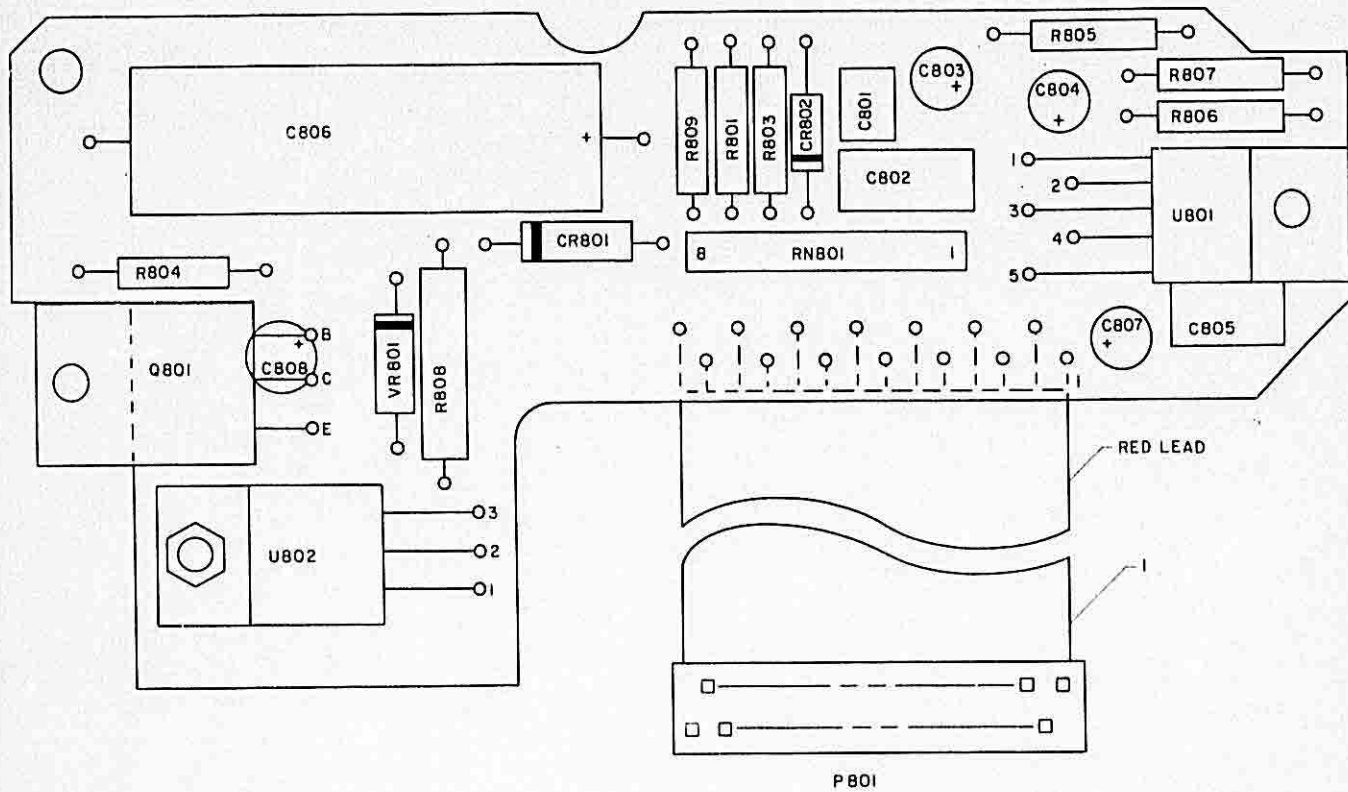 R805
C803
+
R807
C804
+
R806
C806
+
R809
R801
R803
CR802
C801
C802
1
2
3
4
5
U801
CR801
8 RN801 1
R804
Q801
B
C
E
+
C808
VR801
R808
C807
+
C805
1
RED LEAD
U802
3
2
1
1
P801